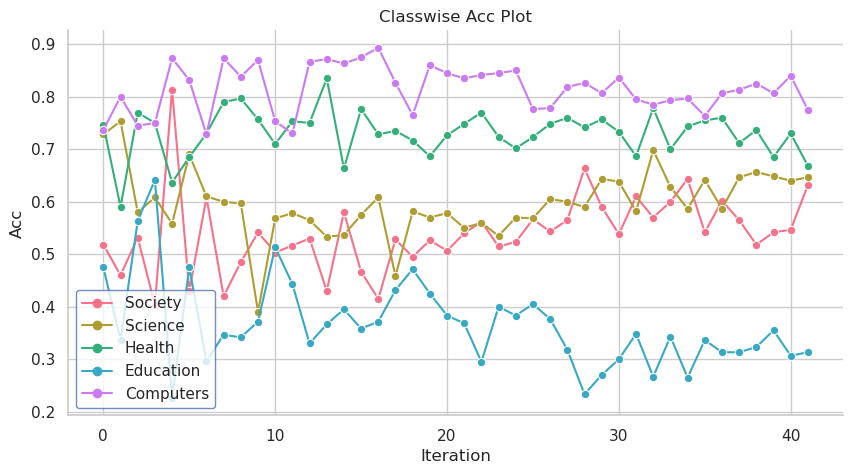 Classwise Acc Plot
0.9
0.8
0.7
0.6
0.5
0.4
0.3
0.2
Acc
Society
Science
Health
Education
Computers
0 10 20 30 40
Iteration